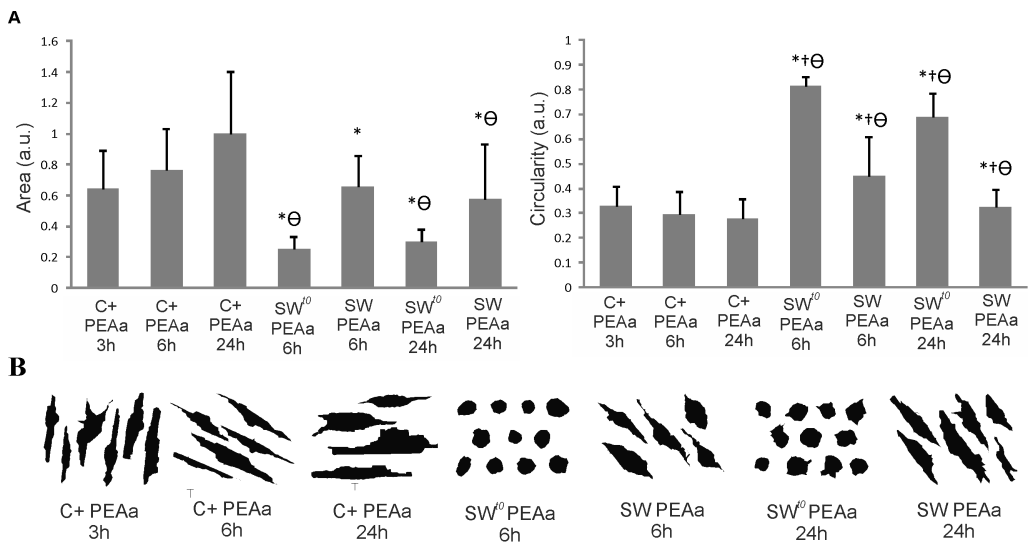 A
1.6
1.4
1.2
1
0.8
0.6
0.4
0.2
0
Area (a.u.)
*Ө
*
*Ө
*Ө
C+ PEAa 3h
C+ PEAa 6h
C+ PEAa 24h
SWᵗ⁰ PEAa 6h
SW PEAa 6h
SWᵗ⁰ PEAa 24h
SW PEAa 24h
1
0.9
0.8
0.7
0.6
0.5
0.4
0.3
0.2
0.1
0
Circularity (a.u.)
*†Ө
*†Ө
*†Ө
*†Ө
C+ PEAa 3h
C+ PEAa 6h
C+ PEAa 24h
SWᵗ⁰ PEAa 6h
SW PEAa 6h
SWᵗ⁰ PEAa 24h
SW PEAa 24h
B
T
T
C+ PEAa
3h
C+ PEAa
6h
C+ PEAa
24h
SWᵗ⁰ PEAa
6h
SW PEAa
6h
SWᵗ⁰ PEAa
24h
SW PEAa
24h